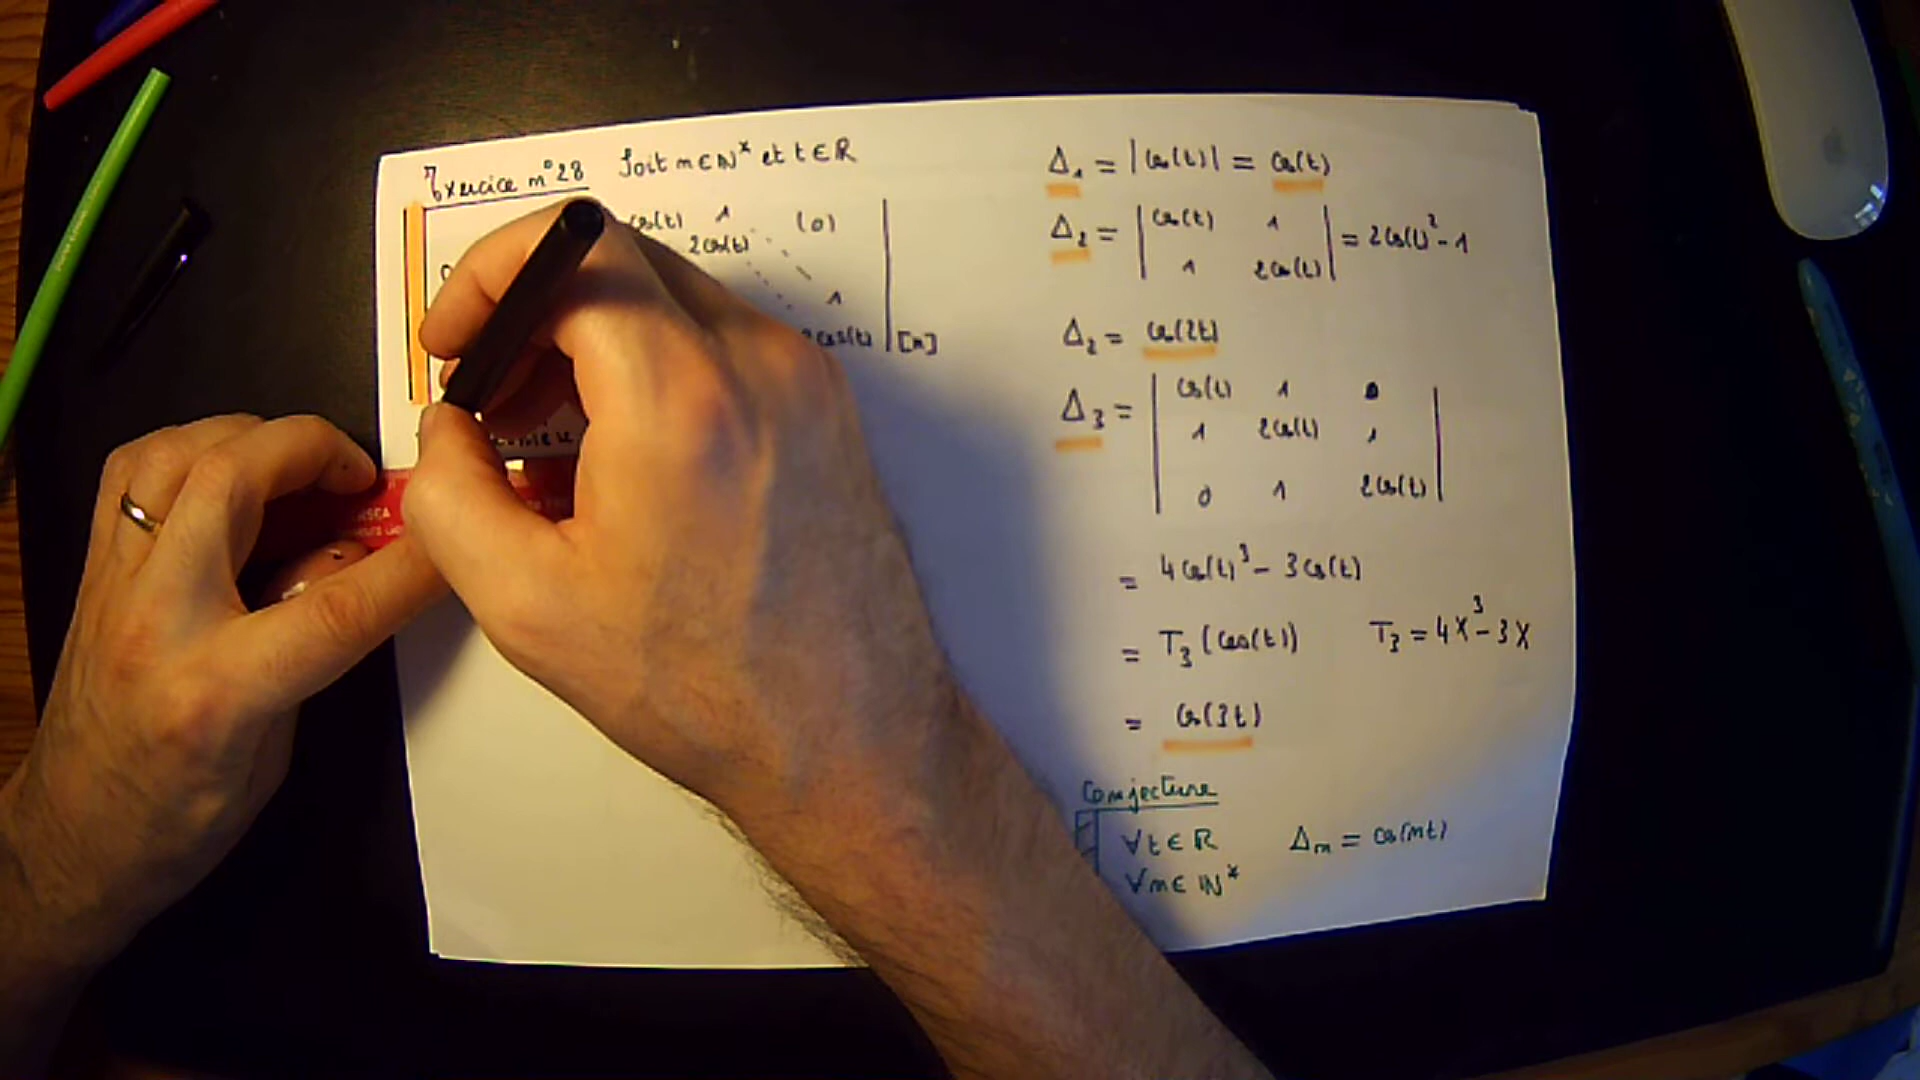 Exercice n°28 Soit n∈ℕ* et t∈ℝ
cos(t) 1 (0)
2cos(t)
1
2cos(t) [n]
Δ₁ = |cos(t)| = cos(t)
Δ₂ = | cos(t) 1 | = 2cos(t)² - 1
| 1 2cos(t) |
Δ₂ = cos(2t)
Δ₃ = | cos(t) 1 0 |
| 1 2cos(t) 1 |
| 0 1 2cos(t) |
= 4cos(t)³ - 3cos(t)
= T₃(cos(t)) T₃ = 4X³ - 3X
= cos(3t)
Conjecture
∀t∈ℝ Δₙ = cos(nt)
∀n∈ℕ*